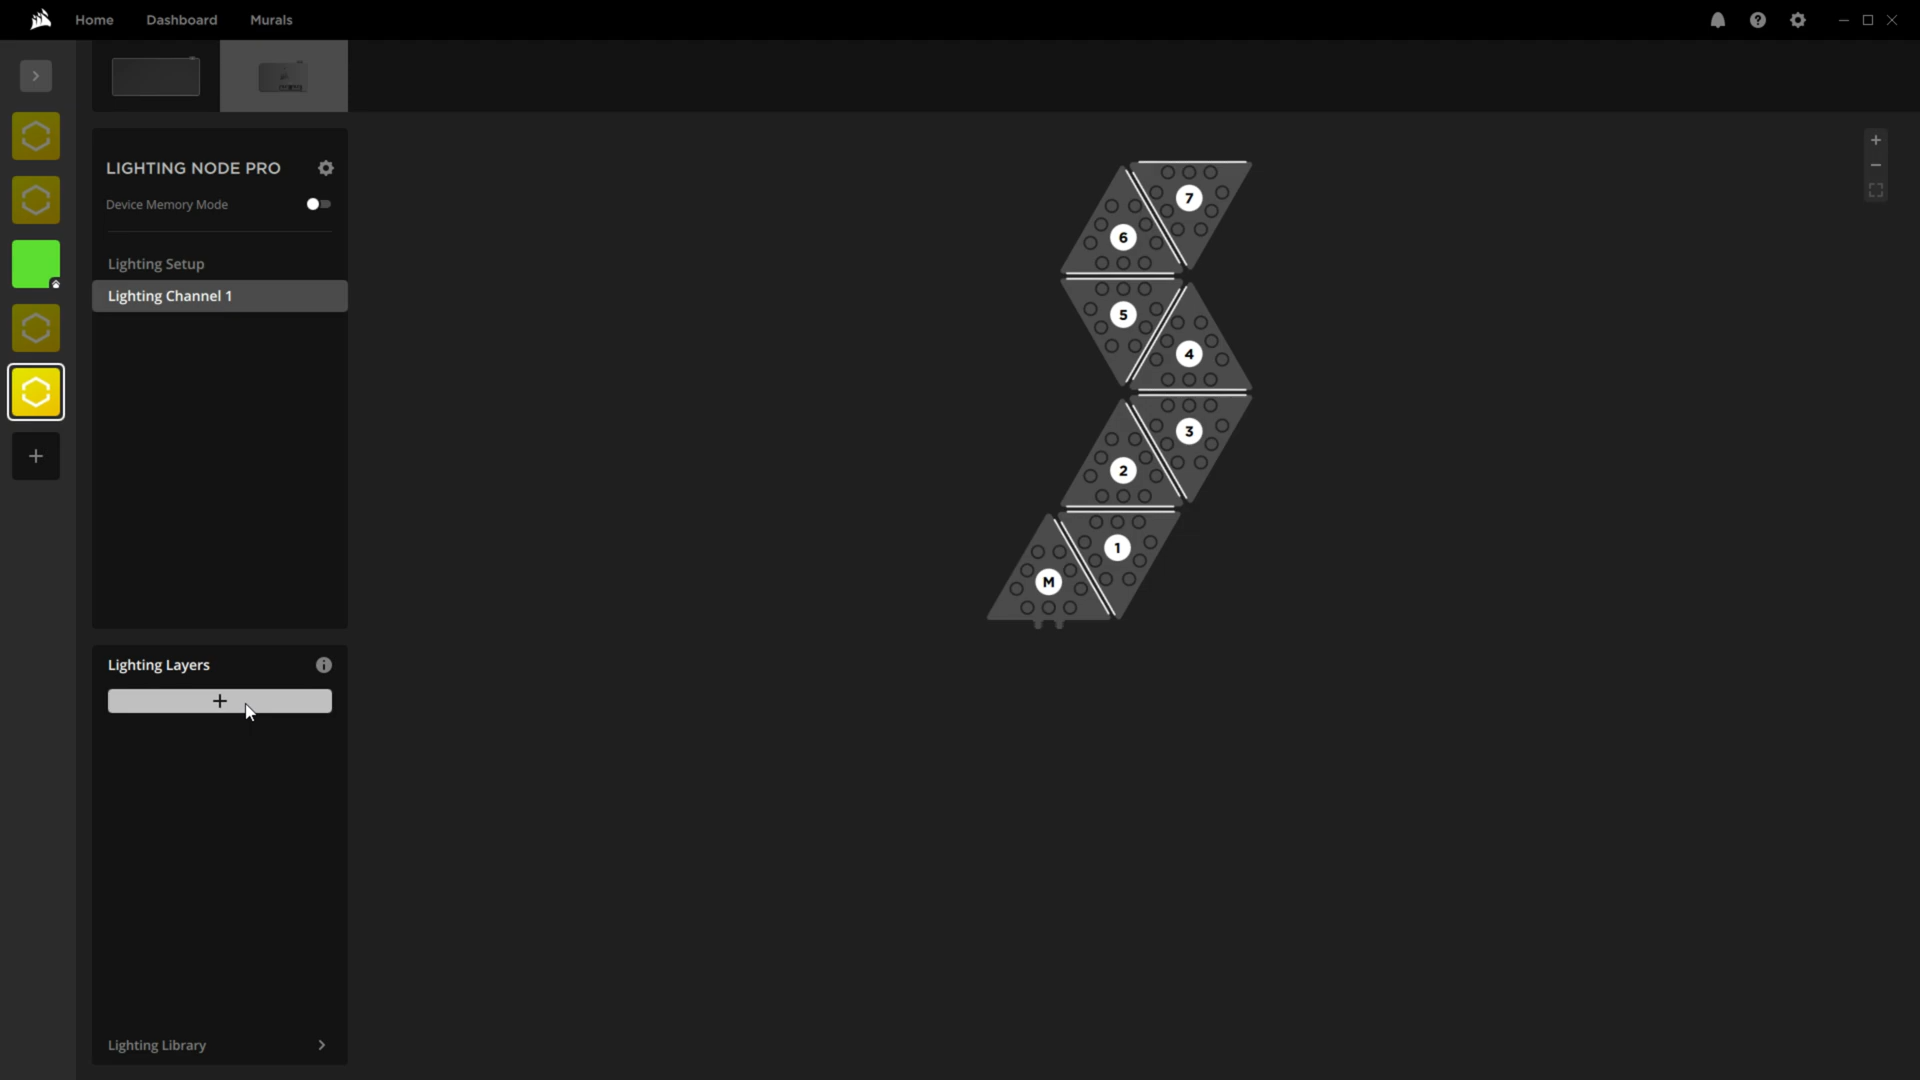 Home Dashboard Murals
LIGHTING NODE PRO
Device Memory Mode
Lighting Setup
Lighting Channel 1
7
6
5
4
3
2
1
M
Lighting Layers
Lighting Library